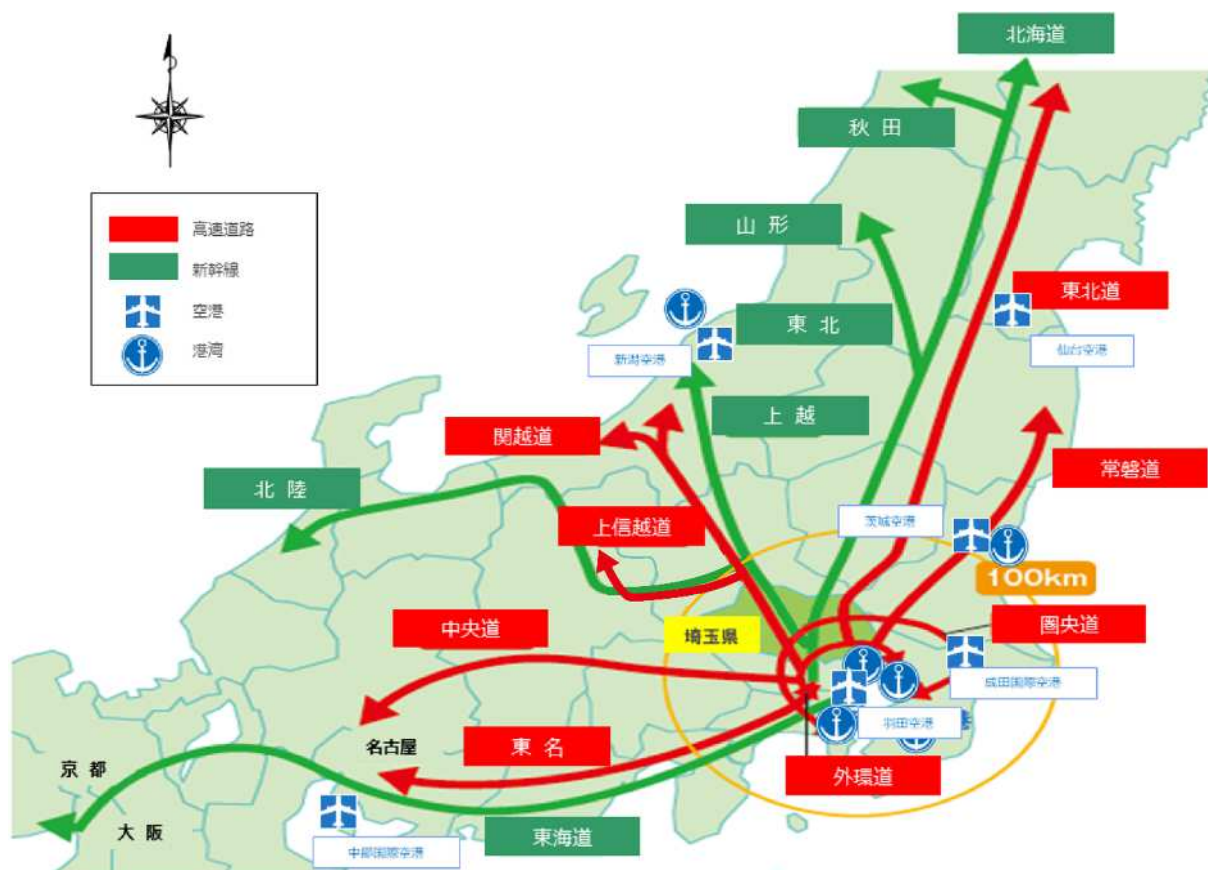 北海道
秋田
山形
高速道路
新幹線
空港
港湾
東北道
東北
新潟空港
仙台空港
上越
関越道
常磐道
北陸
茨城空港
上信越道
100km
中央道
埼玉県
圏央道
成田国際空港
羽田空港
名古屋
東名
外環道
京都
大阪
東海道
中部国際空港